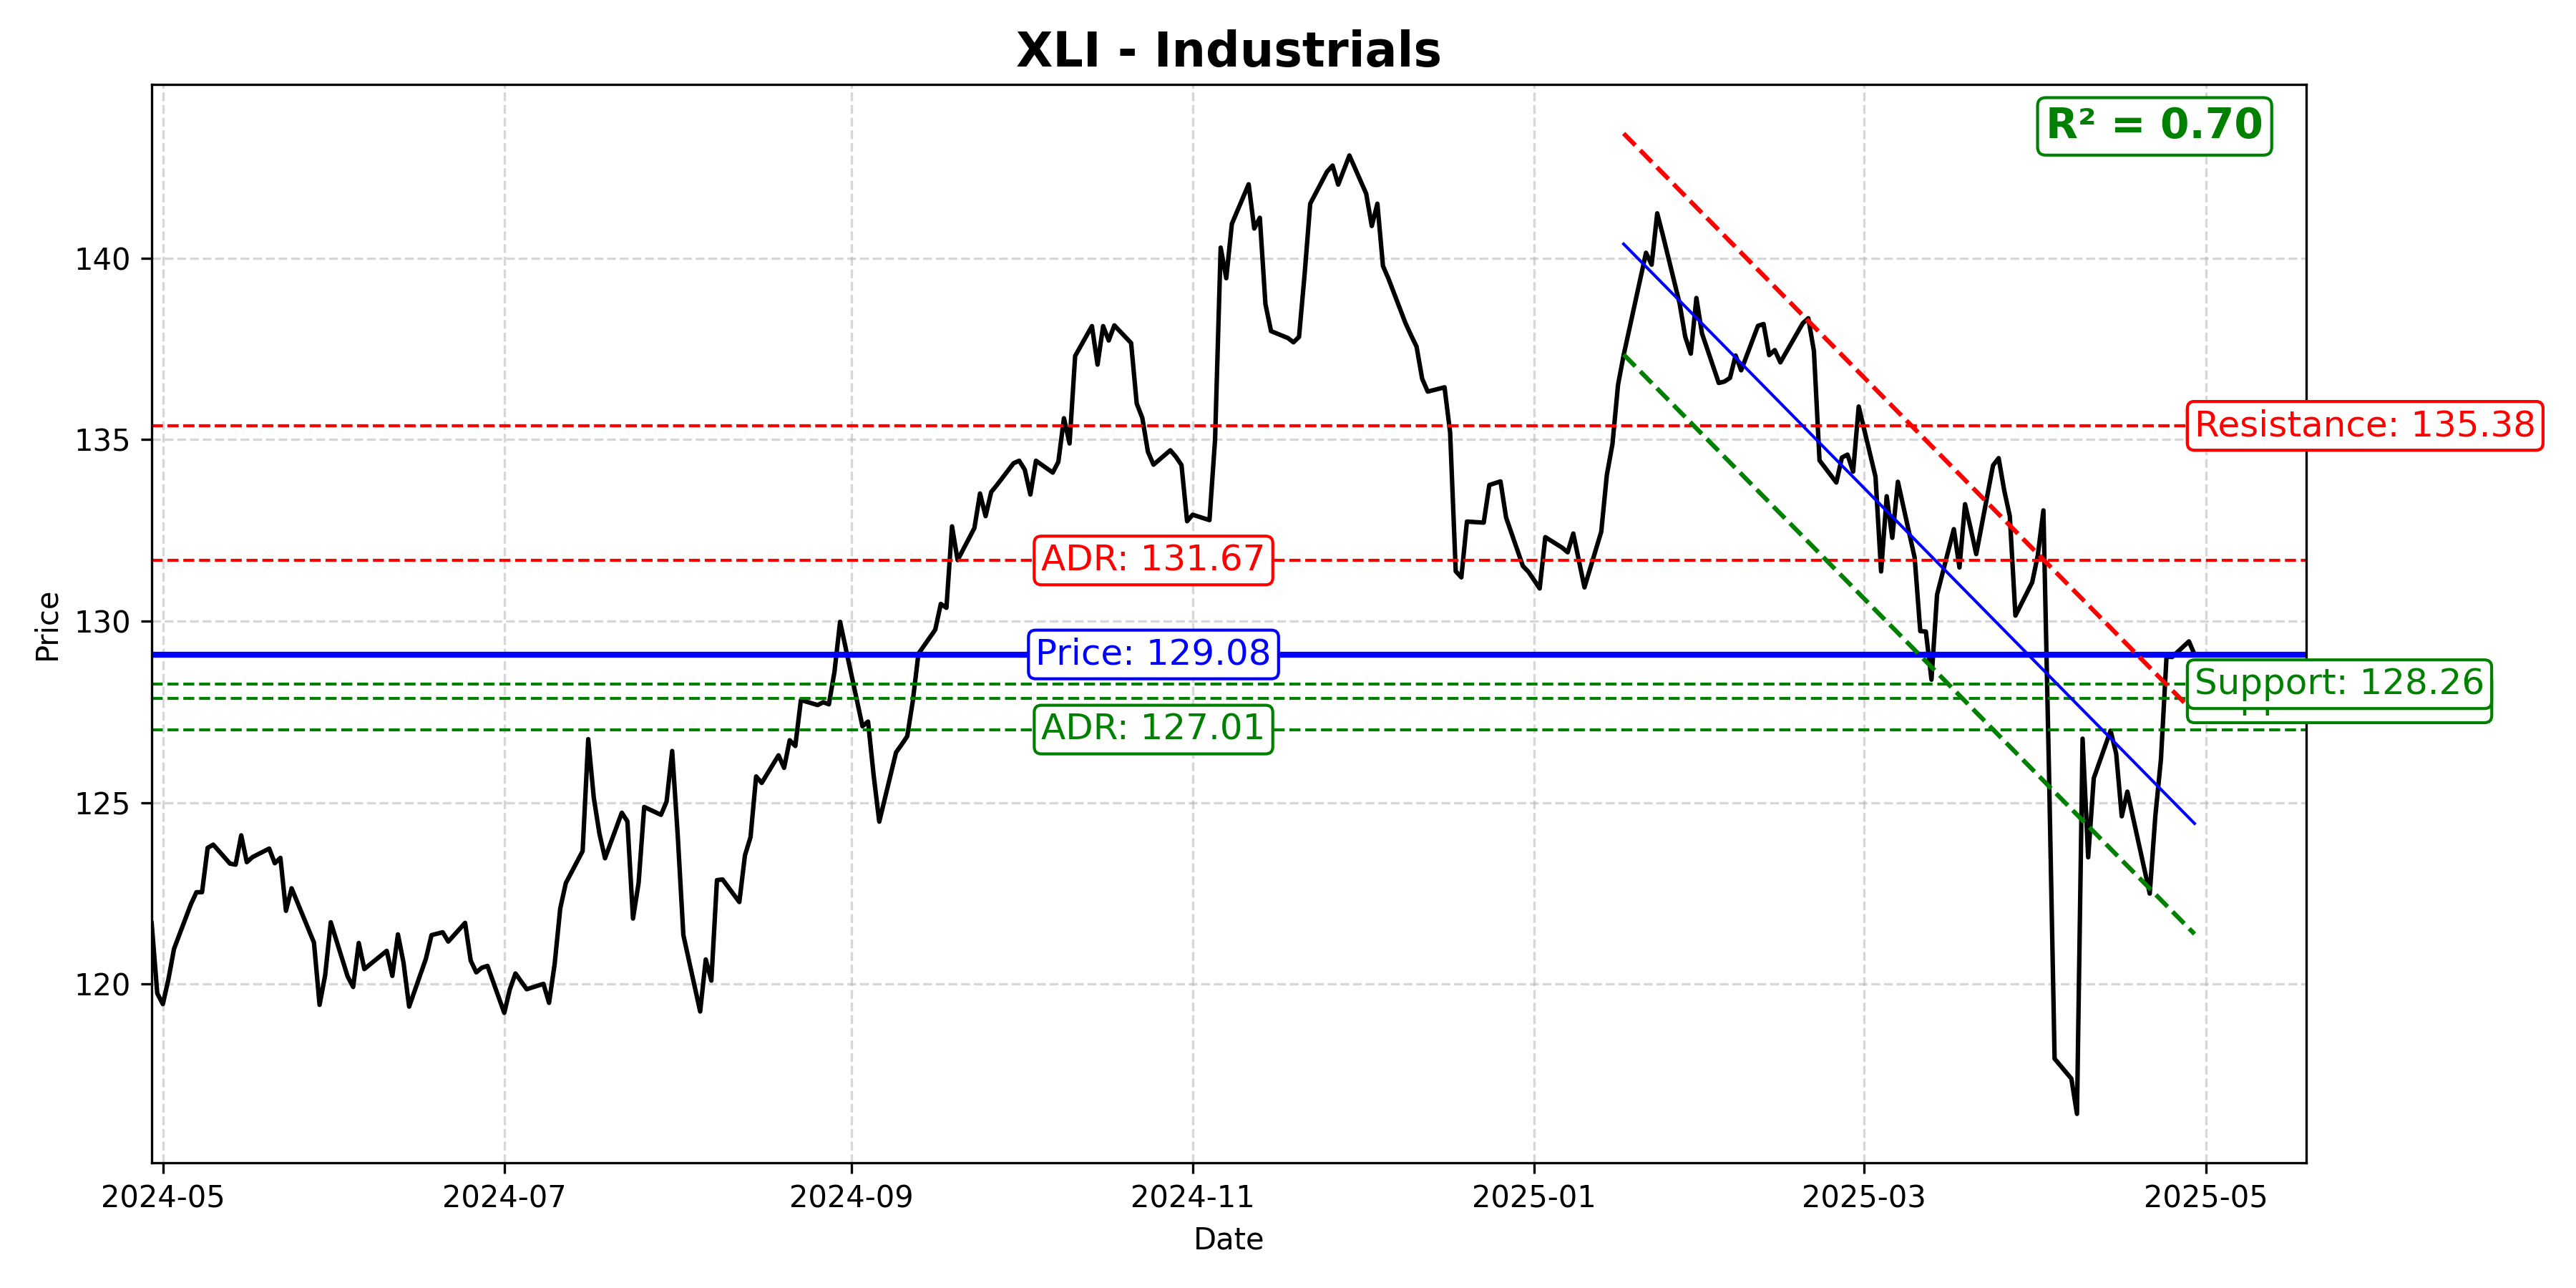 XLI - Industrials
R² = 0.70
140
135
130
125
120
Price
Resistance: 135.38
ADR: 131.67
Price: 129.08
Support: 128.26
ADR: 127.01
2024-05
2024-07
2024-09
2024-11
2025-01
2025-03
2025-05
Date